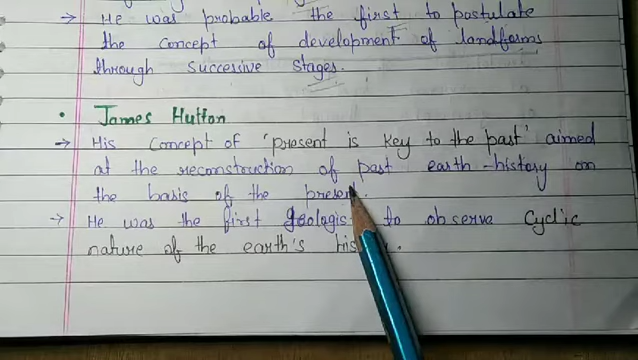 → He was probable the first to postulate
the concept of development of landforms
through successive stages.
• James Hutton
→ His concept of 'present is key to the past' aimed
at the reconstruction of past earth-history on
the basis of the present.
→ He was the first geologist to observe cyclic
nature of the earth's